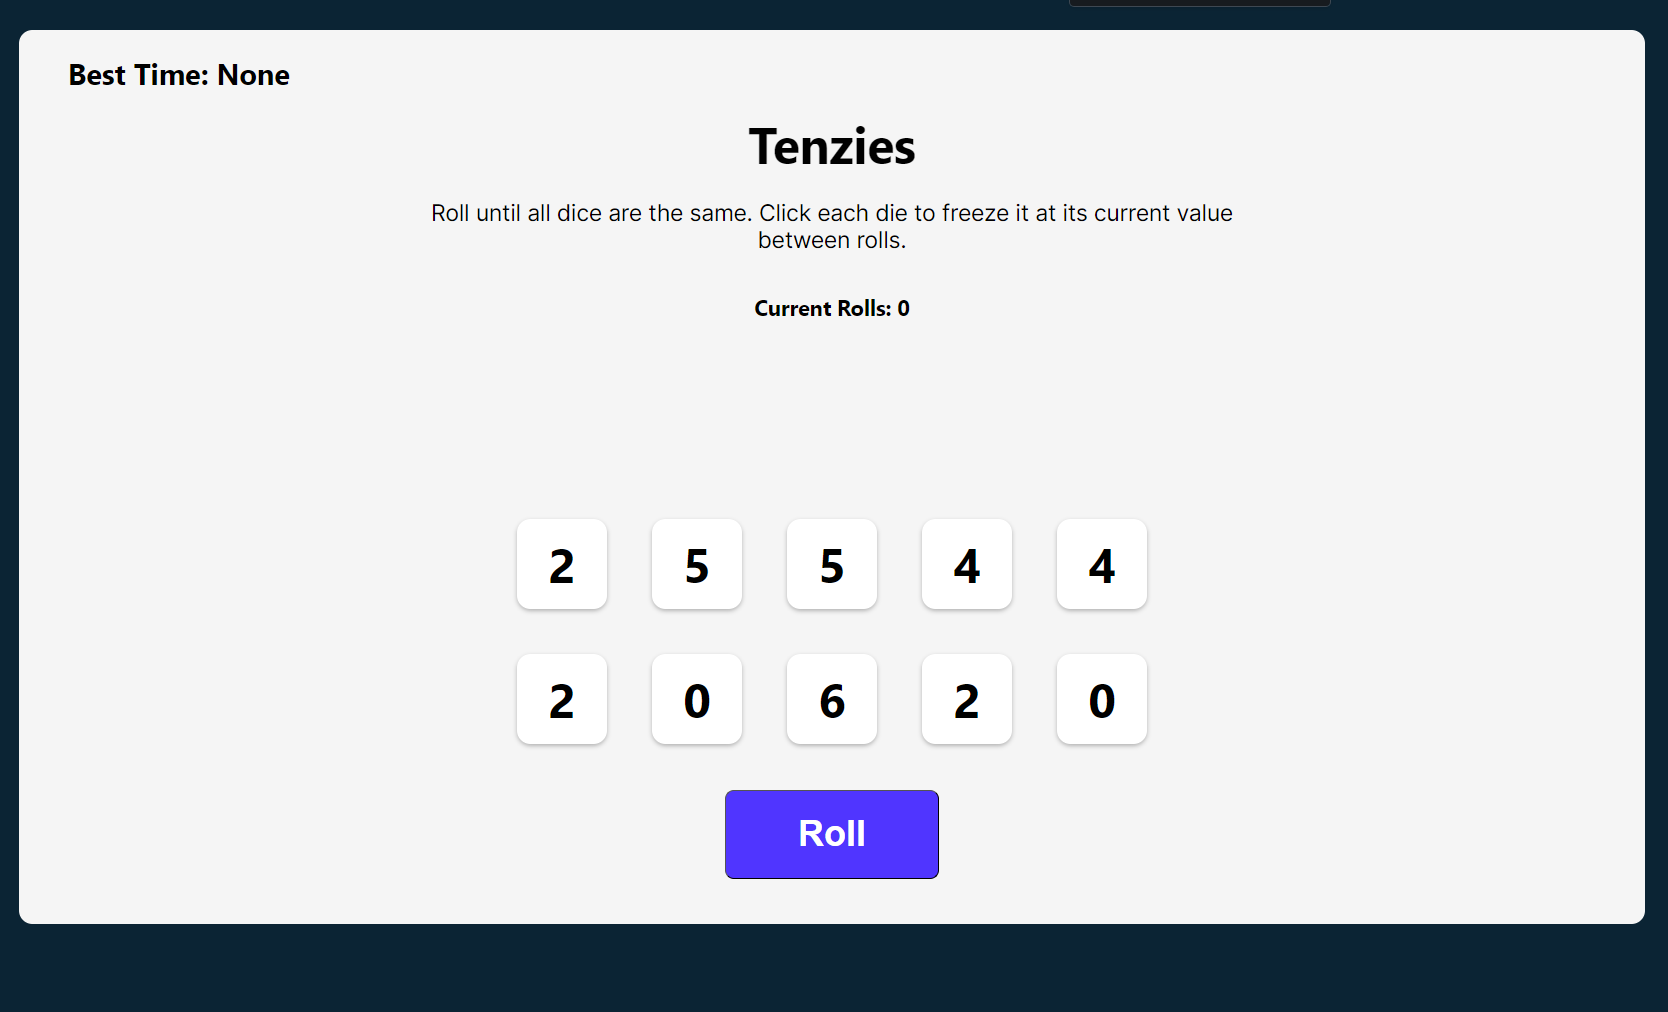 Best Time: None
Tenzies
Roll until all dice are the same. Click each die to freeze it at its current value
between rolls.
Current Rolls: 0
2 5 5 4 4
2 0 6 2 0
Roll